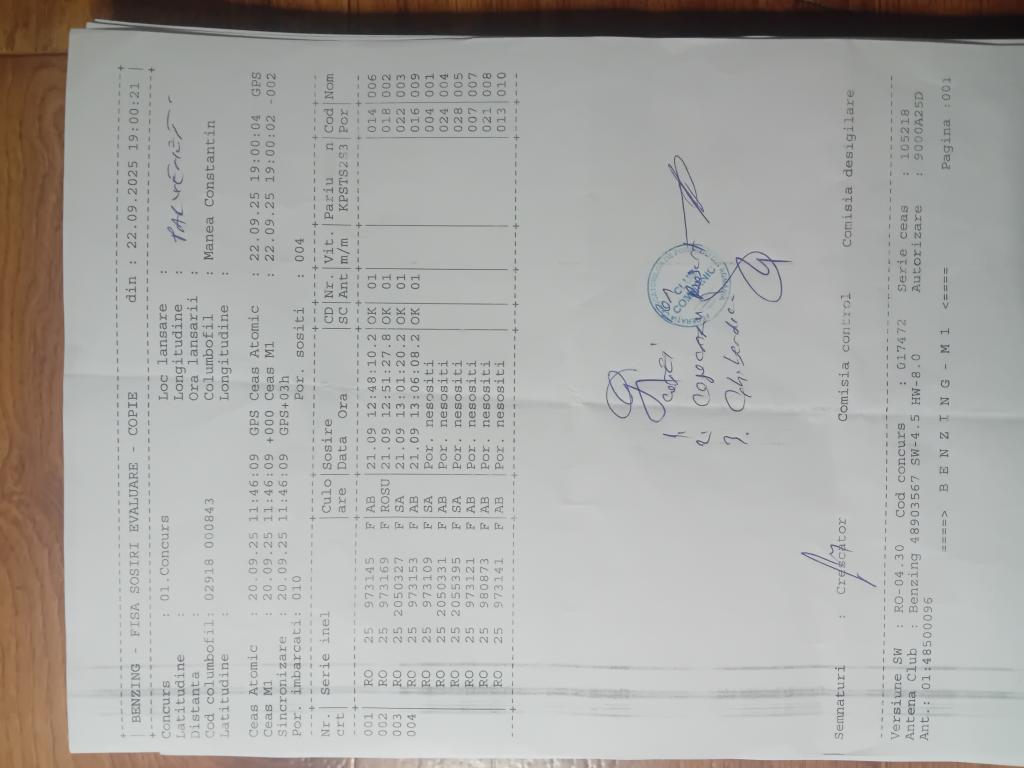 BENZING - FISA SOSIRI EVALUARE - COPIE din : 22.09.2025 19:00:21
Concurs : 01.Concurs Loc lansare :
Latitudine : Longitudine :
Distanta : Ora lansarii :
Cod columbofil: 02918 000843 Columbofil : Manea Constantin
Latitudine : Longitudine :
Ceas Atomic : 20.09.25 11:46:09 GPS Ceas Atomic : 22.09.25 19:00:04 GPS
Ceas M1 : 20.09.25 11:46:09 +000 Ceas M1 : 22.09.25 19:00:02 -002
Sincronizare : 20.09.25 11:46:09 GPS+03h
Por. imbarcati: 010 Por. sositi : 004
Nr. | Serie inel | Culo | Sosire | CD | Nr | Vit. | Pariu n | Cod | Nom
crt | | are | Data Ora | SC | Ant | m/m | KPSTS2S3 | Por |
001 RO 25 973145 F AB 21.09 12:48:10.2 OK 01 014 006
002 RO 25 973169 F ROSU 21.09 12:51:27.8 OK 01 018 002
003 RO 25 2050327 F SA 21.09 13:01:20.2 OK 01 022 003
004 RO 25 973153 F AB 21.09 13:06:08.2 OK 01 016 009
RO 25 973109 F SA Por. nesositi 004 001
RO 25 2050331 F AB Por. nesositi 024 004
RO 25 2055395 F SA Por. nesositi 028 005
RO 25 973121 F AB Por. nesositi 007 007
RO 25 980873 F AB Por. nesositi 021 008
RO 25 973141 F AB Por. nesositi 013 010
1.
2.
3.
Semnaturi : Crescator Comisia control Comisia desigilare
Versiune SW : RO-04.30 Cod concurs : 017472 Serie ceas : 105218
Antena Club : Benzing 48903567 SW-4.5 HW-8.0 Autorizare : 9000A25D
Ant.: 01:48500096
====> B E N Z I N G - M 1 <==== Pagina :001